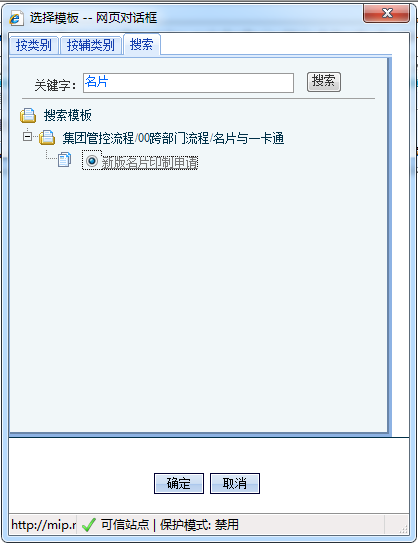 选择模板 -- 网页对话框
按类别 按辅类别 搜索
关键字： 名片 搜索
搜索模板
集团管控流程/00跨部门流程/名片与一卡通
新版名片印制申请
确定 取消
http://mip.r 可信站点 | 保护模式: 禁用